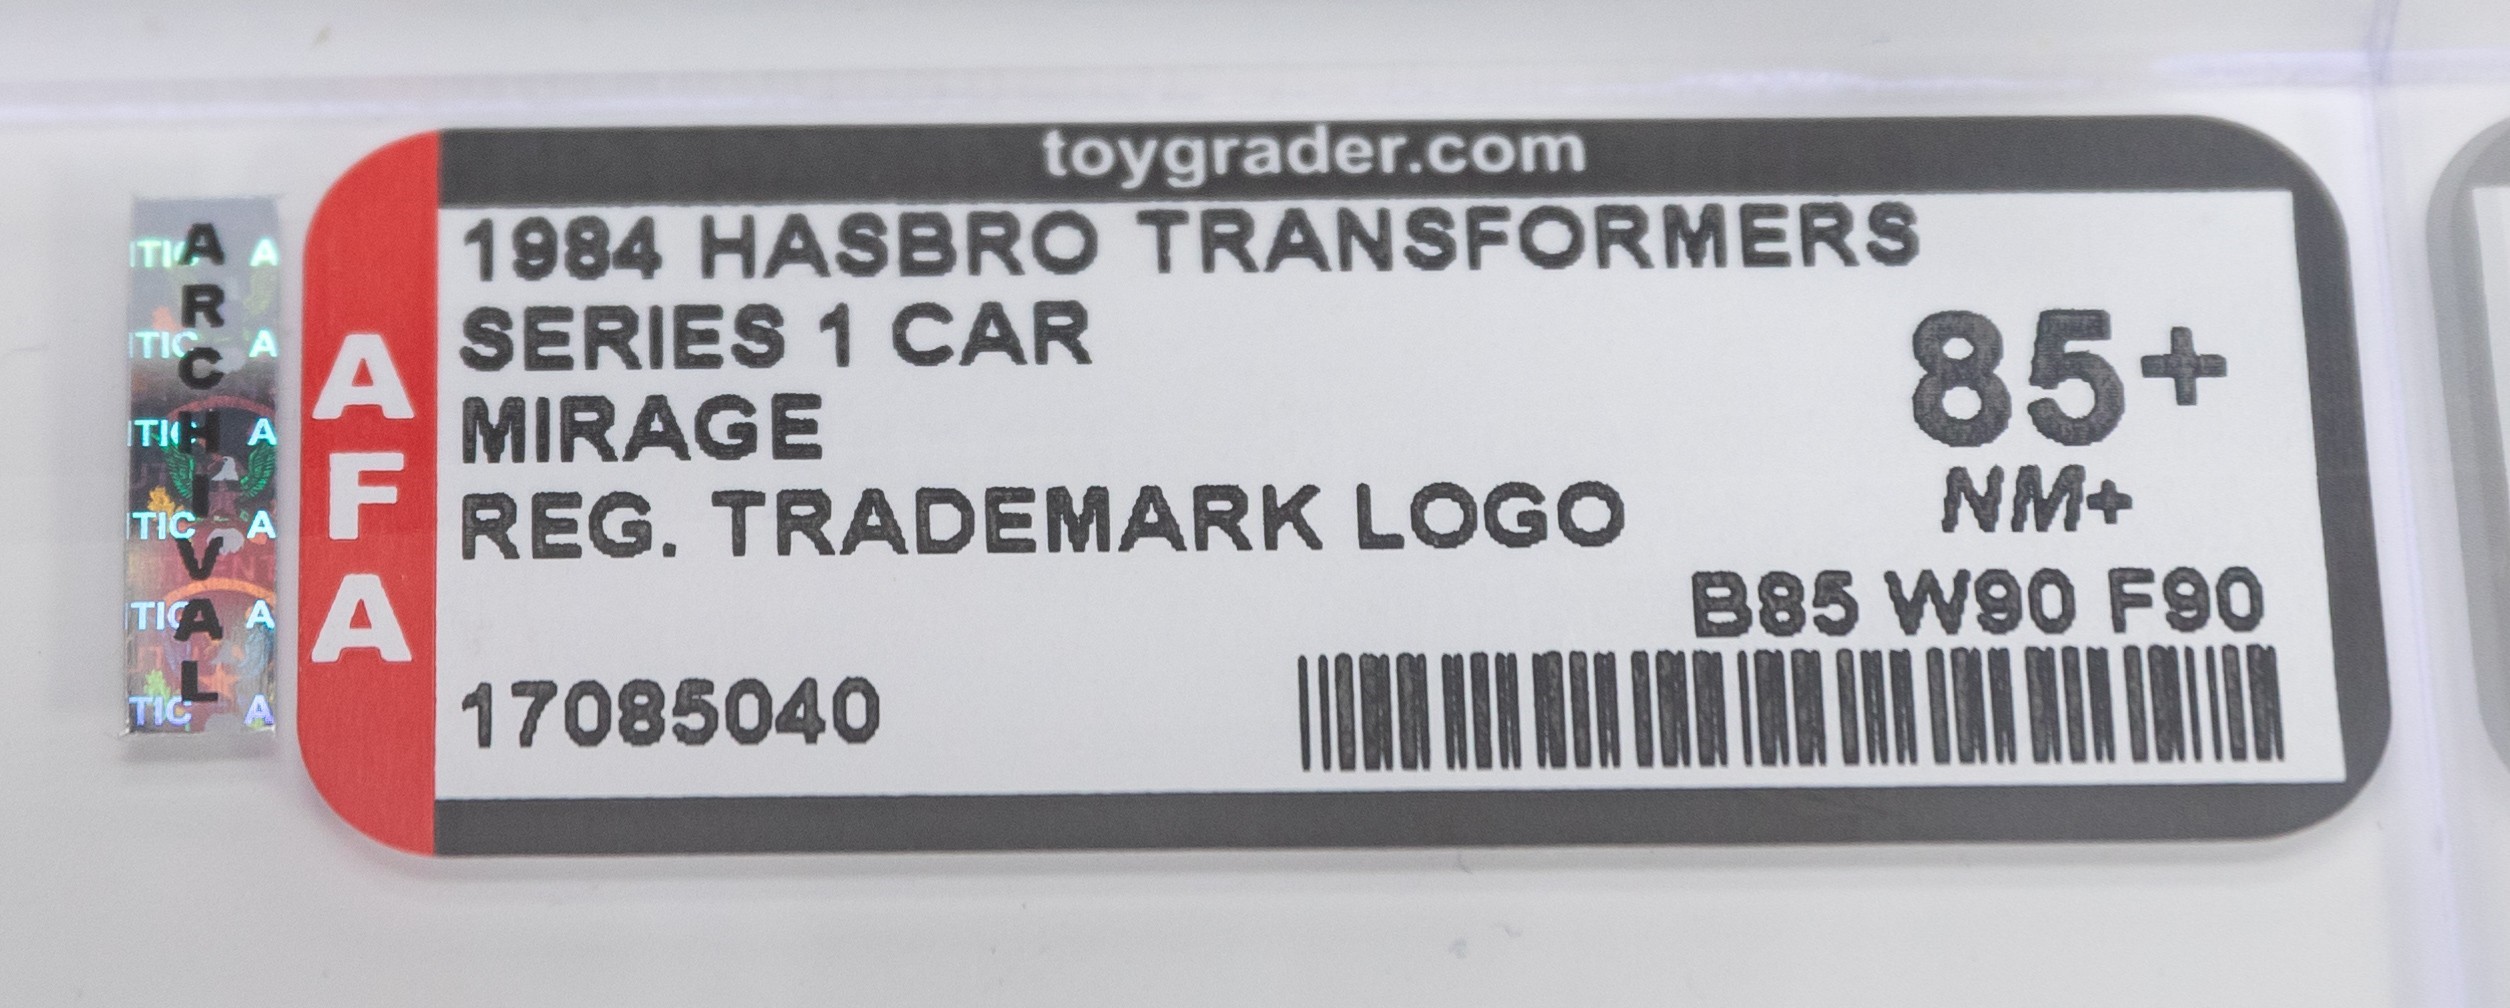 toygrader.com
ARCHIVAL
AFA
1984 HASBRO TRANSFORMERS
SERIES 1 CAR
MIRAGE
REG. TRADEMARK LOGO
85+
NM+
B85 W90 F90
17085040